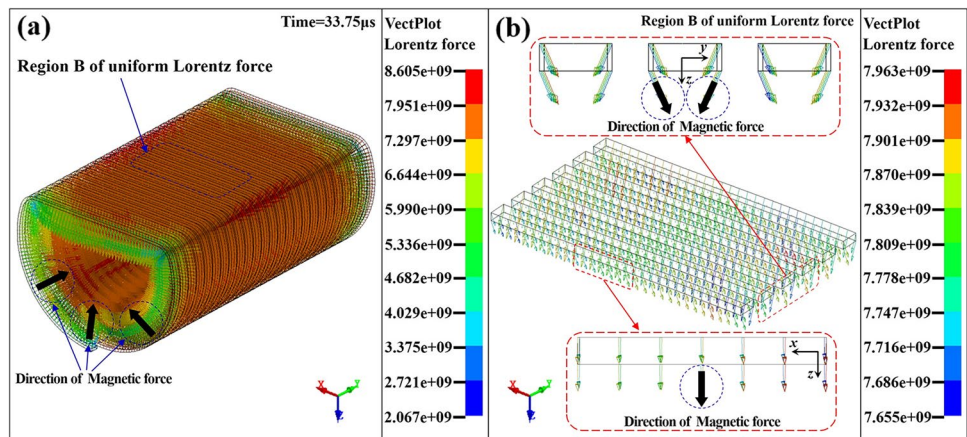 (a)
Time=33.75μs
Region B of uniform Lorentz force
Direction of Magnetic force
X
Y
Z
VectPlot
Lorentz force
8.605e+09
7.951e+09
7.297e+09
6.644e+09
5.990e+09
5.336e+09
4.682e+09
4.029e+09
3.375e+09
2.721e+09
2.067e+09
(b)
Region B of uniform Lorentz force
y
z
Direction of Magnetic force
x
z
Direction of Magnetic force
X
Y
Z
VectPlot
Lorentz force
7.963e+09
7.932e+09
7.901e+09
7.870e+09
7.839e+09
7.809e+09
7.778e+09
7.747e+09
7.716e+09
7.686e+09
7.655e+09